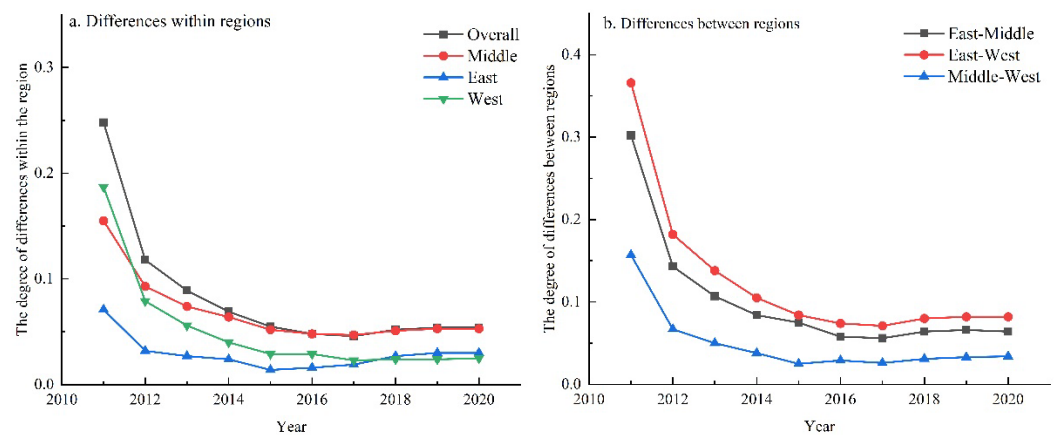 a. Differences within regions
Overall
Middle
East
West
The degree of differences within the region
0.3
0.2
0.1
0.0
2010
2012
2014
2016
2018
2020
Year
b. Differences between regions
East-Middle
East-West
Middle-West
The degree of differences between regions
0.4
0.3
0.2
0.1
0.0
2010
2012
2014
2016
2018
2020
Year